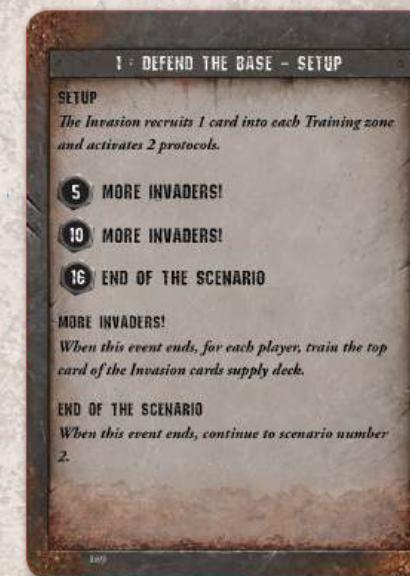 1 : DEFEND THE BASE - SETUP
SETUP
The Invasion recruits 1 card into each Training zone
and activates 2 protocols.
5 MORE INVADERS!
10 MORE INVADERS!
16 END OF THE SCENARIO
MORE INVADERS!
When this event ends, for each player, train the top
card of the Invasion cards supply deck.
END OF THE SCENARIO
When this event ends, continue to scenario number
2.
169